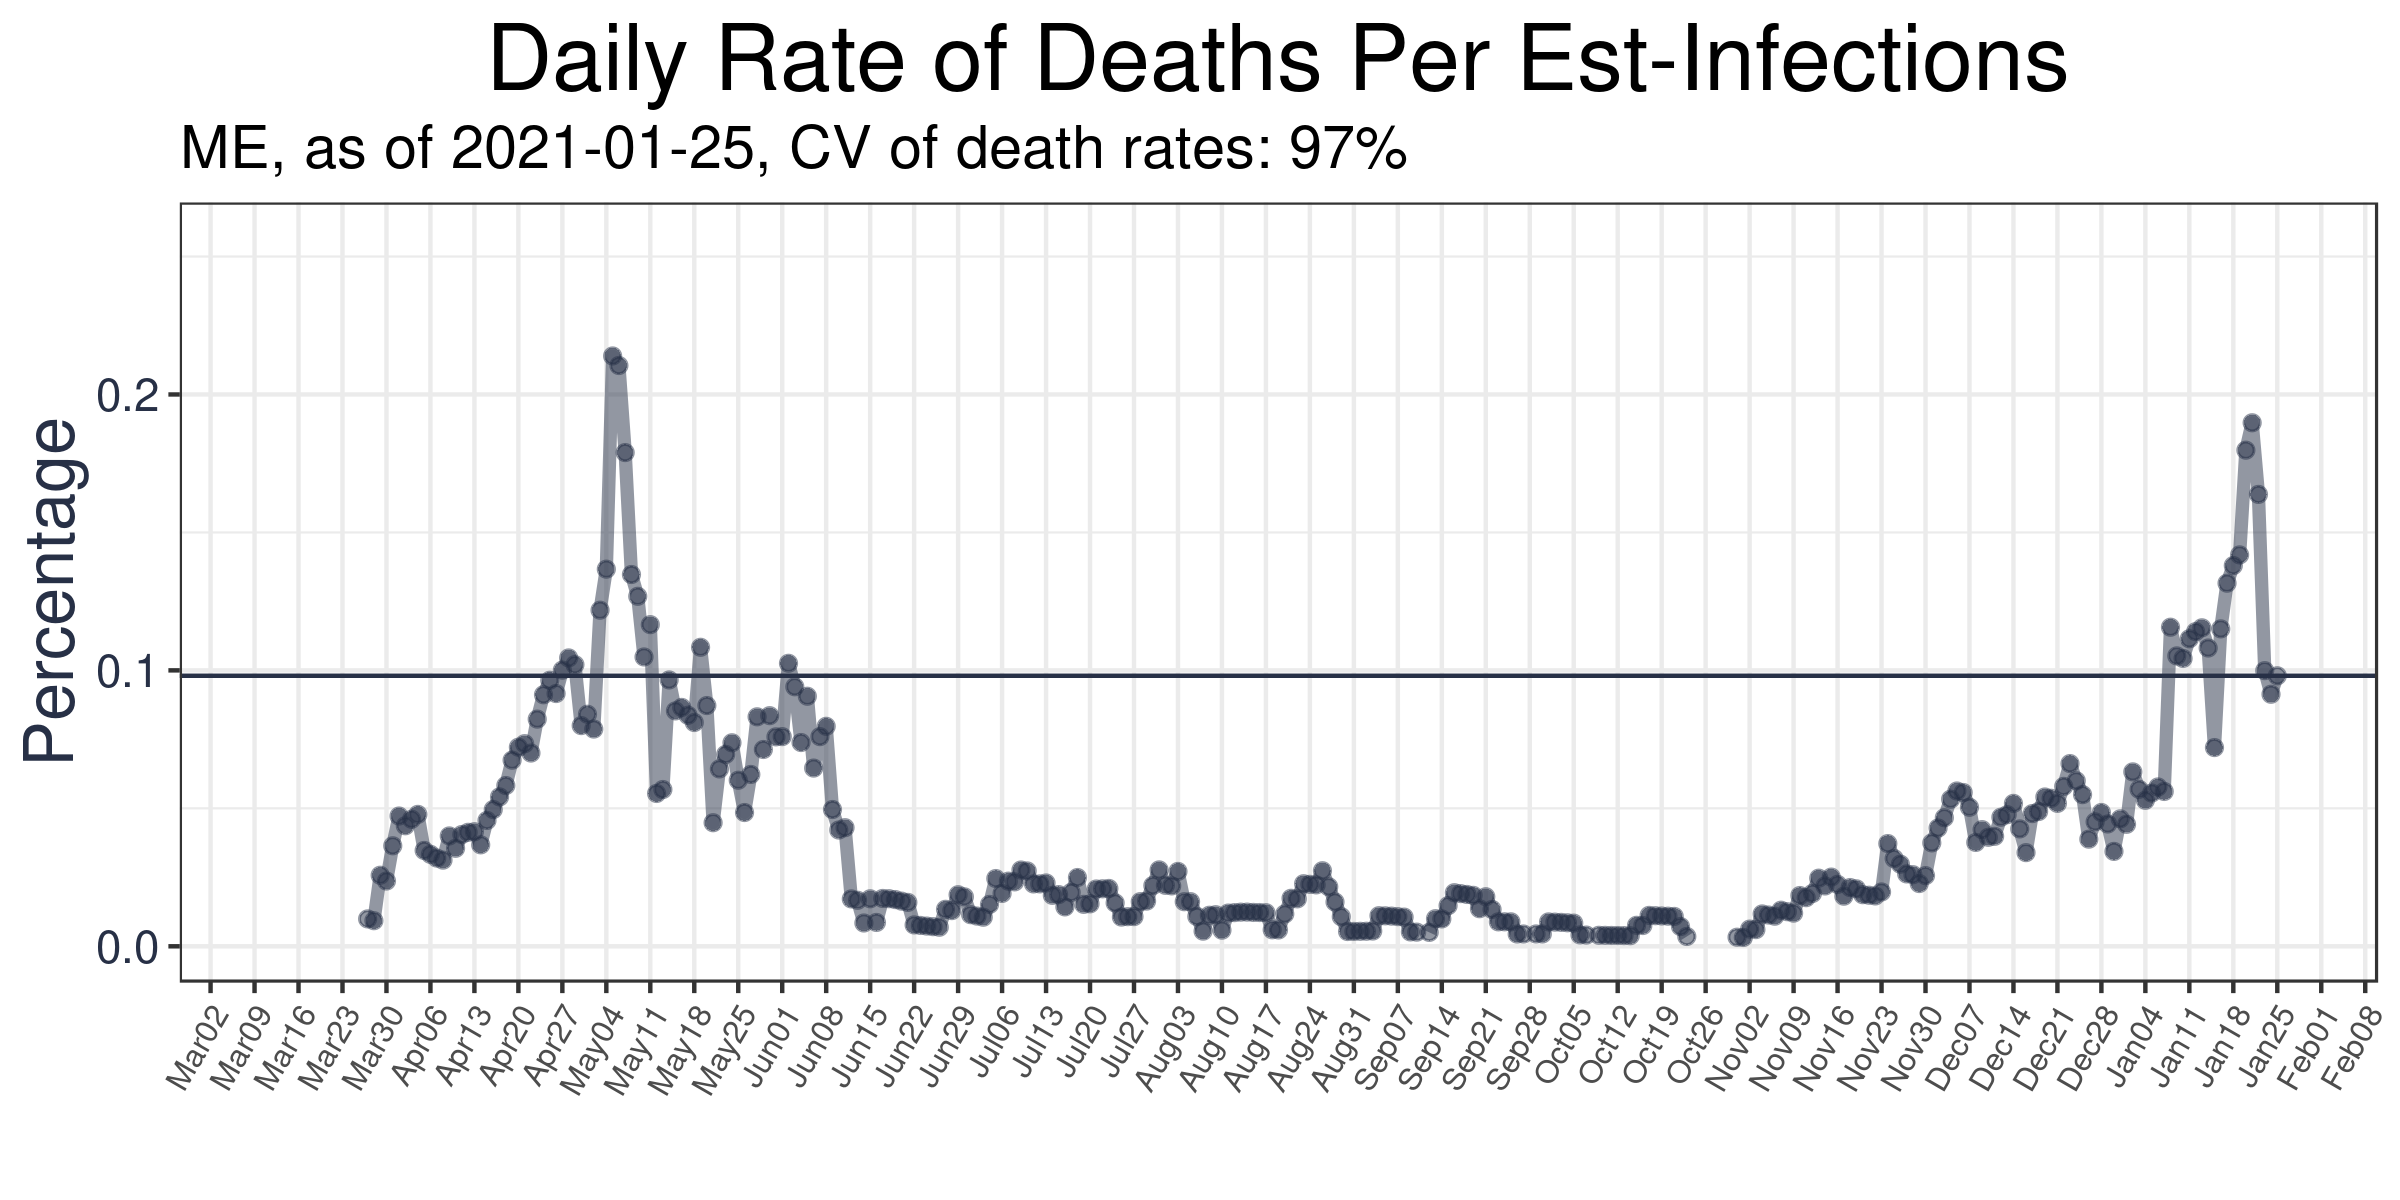 Daily Rate of Deaths Per Est-Infections
ME, as of 2021-01-25, CV of death rates: 97%
Percentage
0.2
0.1
0.0
Mar02
Mar09
Mar16
Mar23
Mar30
Apr06
Apr13
Apr20
Apr27
May04
May11
May18
May25
Jun01
Jun08
Jun15
Jun22
Jun29
Jul06
Jul13
Jul20
Jul27
Aug03
Aug10
Aug17
Aug24
Aug31
Sep07
Sep14
Sep21
Sep28
Oct05
Oct12
Oct19
Oct26
Nov02
Nov09
Nov16
Nov23
Nov30
Dec07
Dec14
Dec21
Dec28
Jan04
Jan11
Jan18
Jan25
Feb01
Feb08